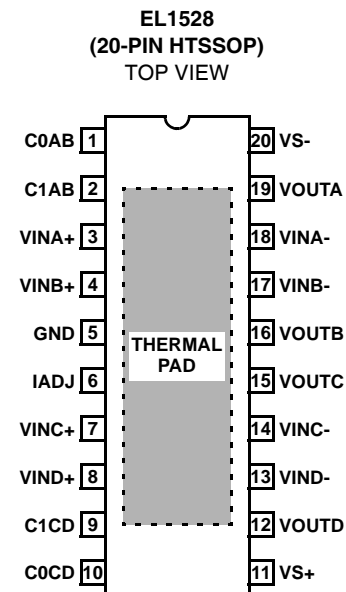 EL1528
(20-PIN HTSSOP)
TOP VIEW
C0AB 1 20 VS-
C1AB 2 19 VOUTA
VINA+ 3 18 VINA-
VINB+ 4 17 VINB-
GND 5 16 VOUTB
THERMAL
PAD
IADJ 6 15 VOUTC
VINC+ 7 14 VINC-
VIND+ 8 13 VIND-
C1CD 9 12 VOUTD
C0CD 10 11 VS+